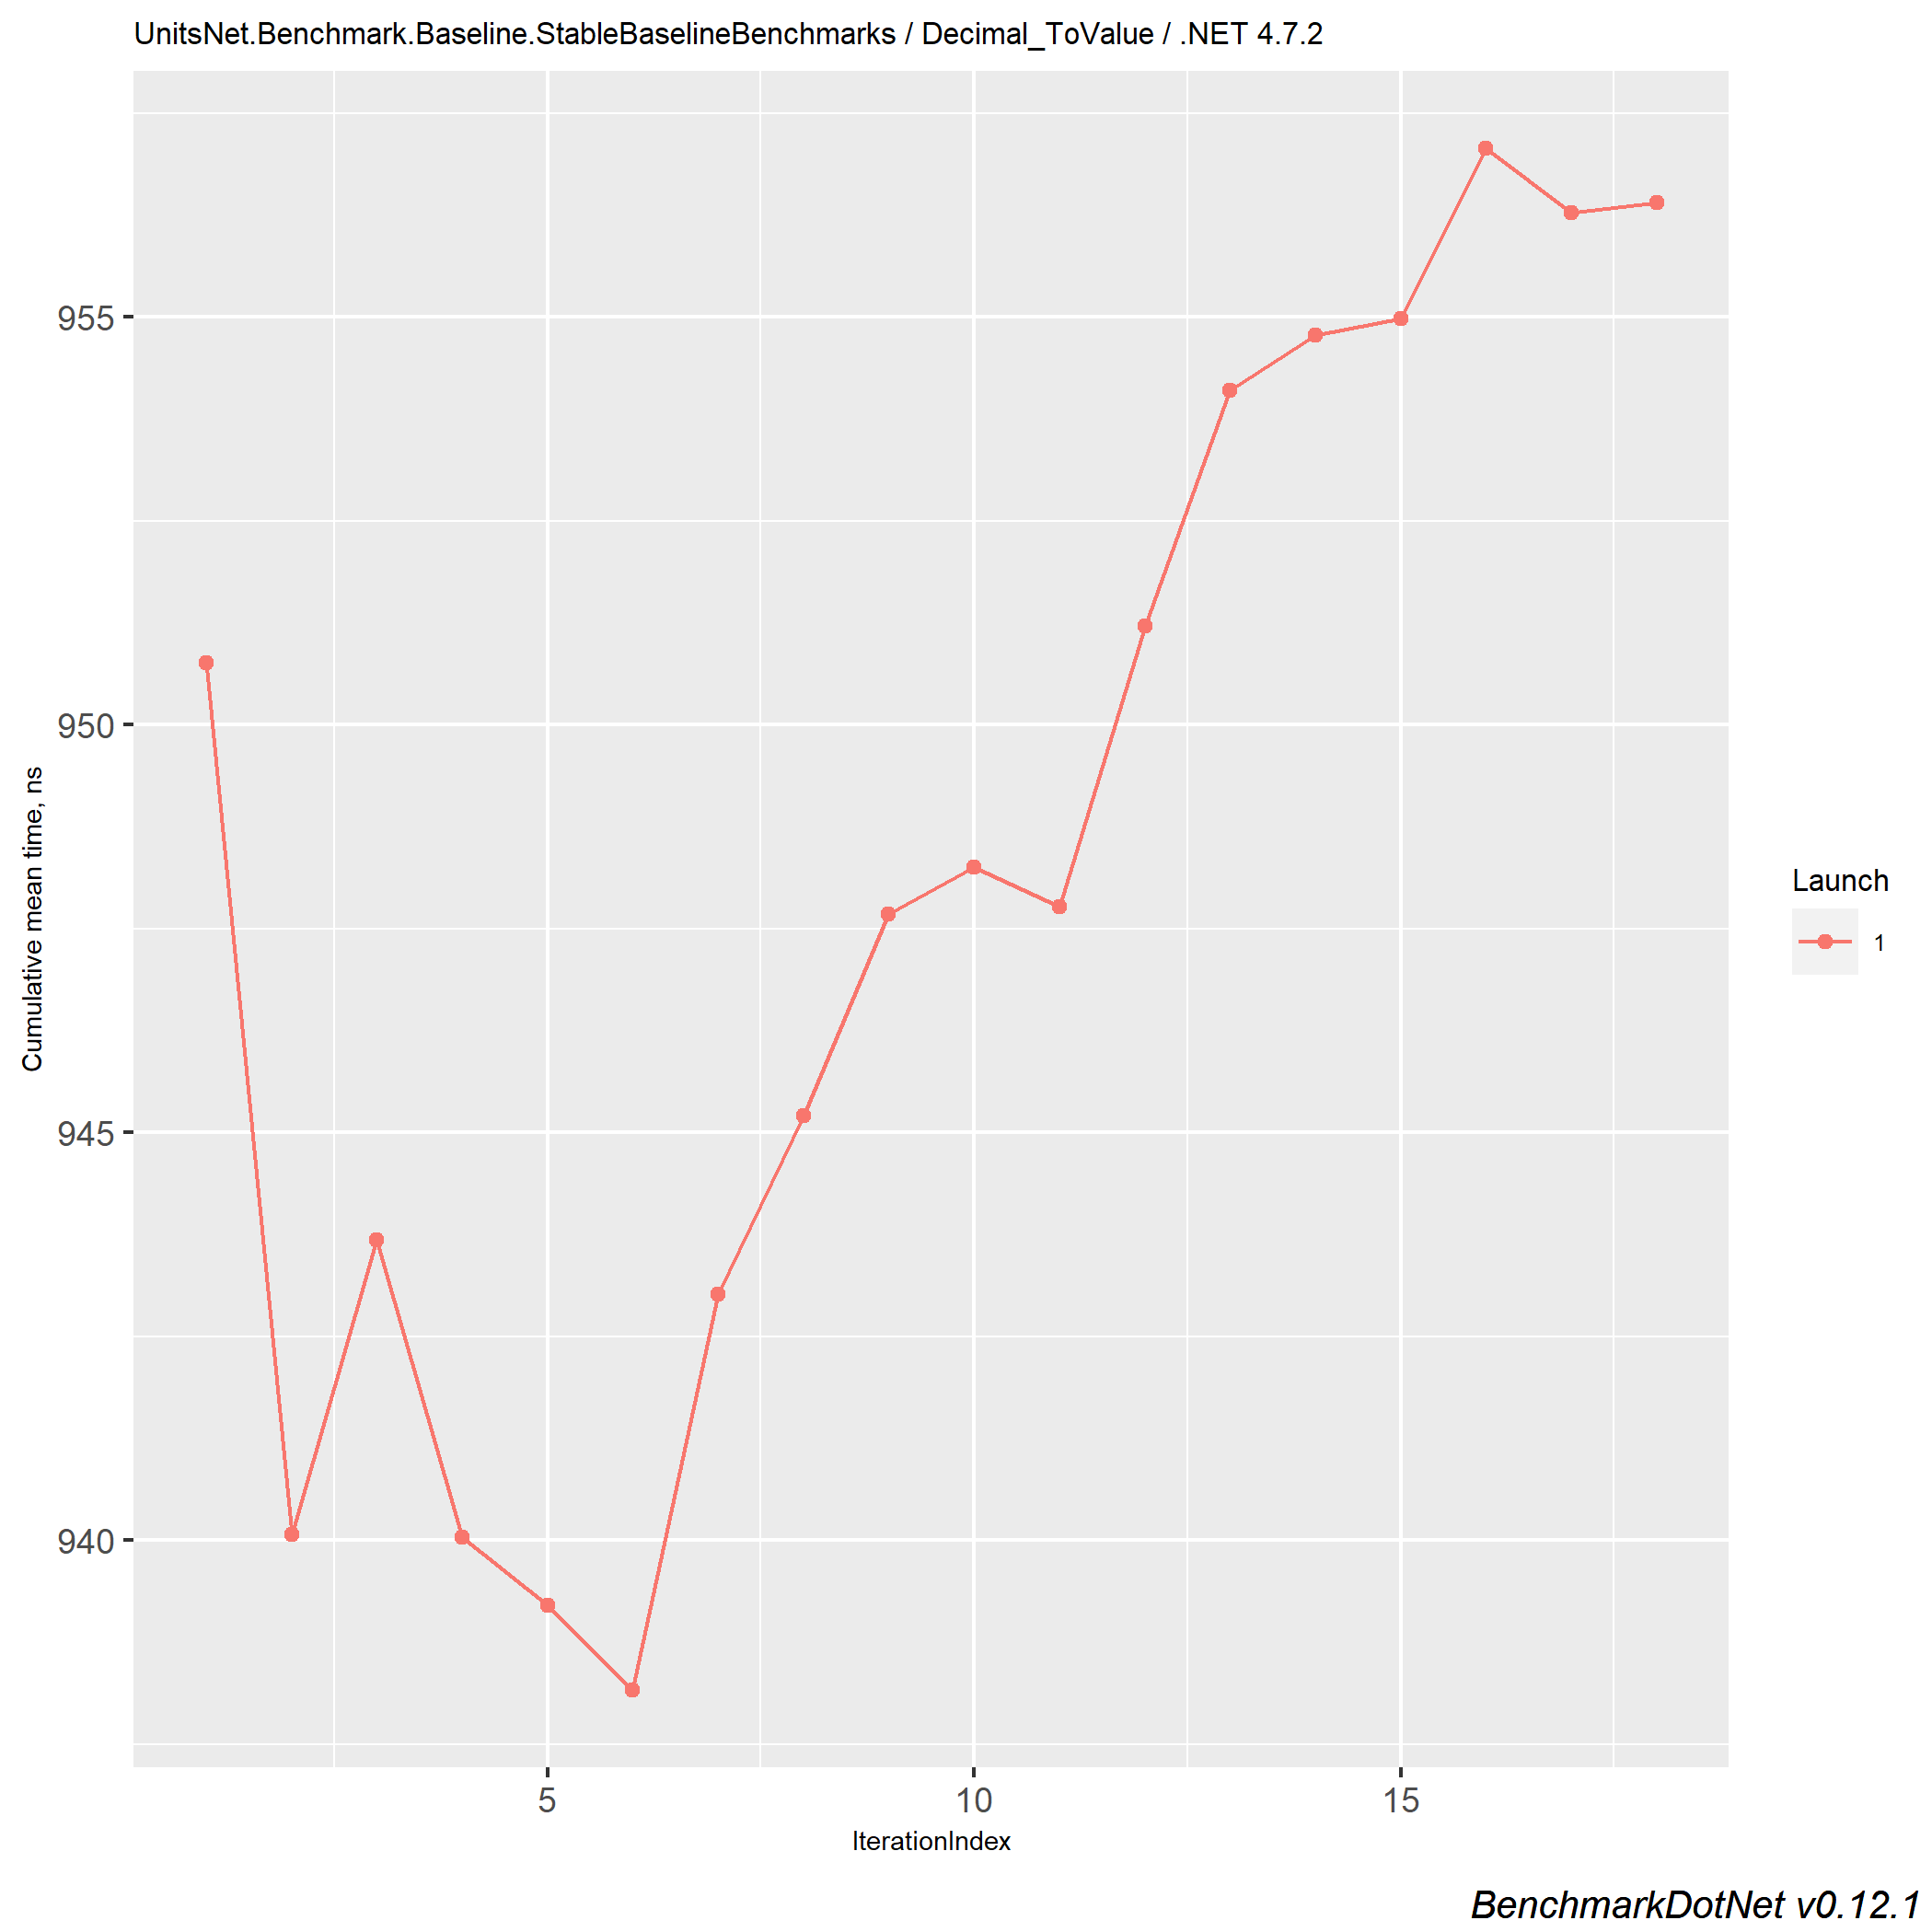 UnitsNet.Benchmark.Baseline.StableBaselineBenchmarks / Decimal_ToValue / .NET 4.7.2
955
950
945
940
Cumulative mean time, ns
5 10 15
IterationIndex
Launch
1
BenchmarkDotNet v0.12.1